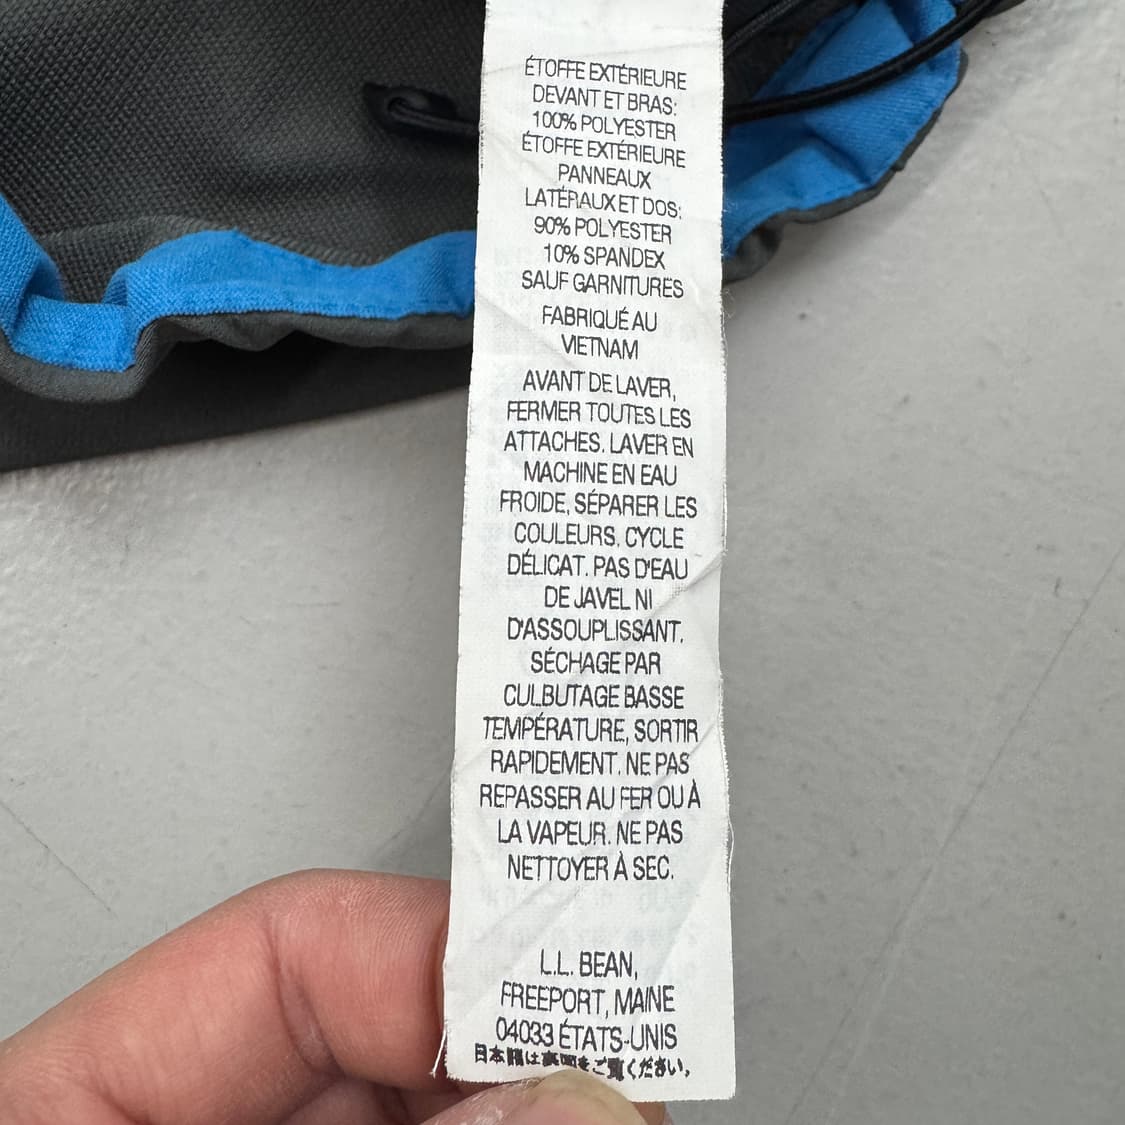 ÉTOFFE EXTÉRIEURE
DEVANT ET BRAS:
100% POLYESTER
ÉTOFFE EXTÉRIEURE
PANNEAUX
LATÉRAUX ET DOS:
90% POLYESTER
10% SPANDEX
SAUF GARNITURES
FABRIQUÉ AU
VIETNAM
AVANT DE LAVER,
FERMER TOUTES LES
ATTACHES. LAVER EN
MACHINE EN EAU
FROIDE, SÉPARER LES
COULEURS, CYCLE
DÉLICAT. PAS D'EAU
DE JAVEL NI
D'ASSOUPLISSANT.
SÉCHAGE PAR
CULBUTAGE BASSE
TEMPÉRATURE, SORTIR
RAPIDEMENT. NE PAS
REPASSER AU FER OU À
LA VAPEUR. NE PAS
NETTOYER À SEC.
L.L. BEAN,
FREEPORT, MAINE
04033 ÉTATS-UNIS
日本語は裏面をご覧ください。